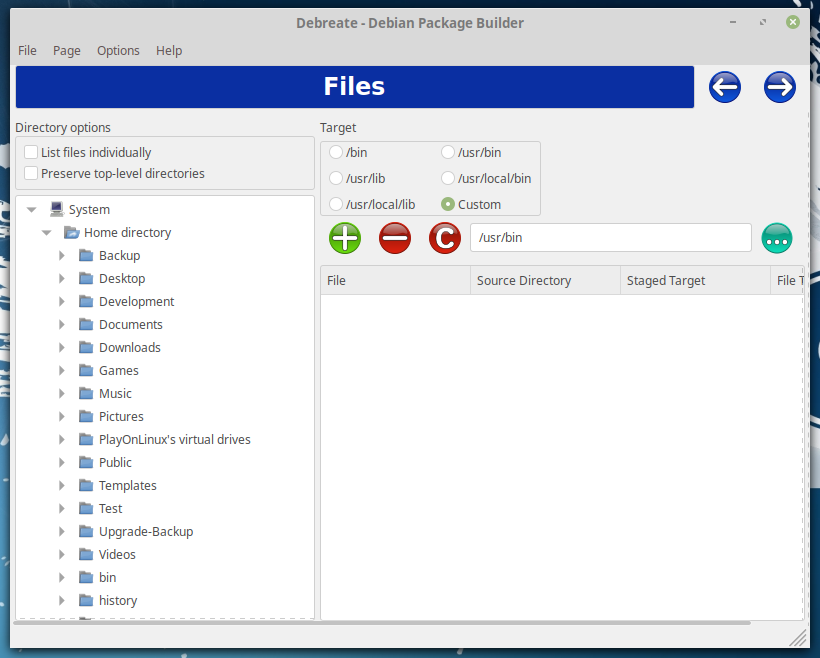 Debreate - Debian Package Builder
File Page Options Help
Files
Directory options
List files individually
Preserve top-level directories
System
Home directory
Backup
Desktop
Development
Documents
Downloads
Games
Music
Pictures
PlayOnLinux's virtual drives
Public
Templates
Test
Upgrade-Backup
Videos
bin
history
Target
/bin /usr/bin
/usr/lib /usr/local/bin
/usr/local/lib Custom
C /usr/bin ...
File Source Directory Staged Target File T